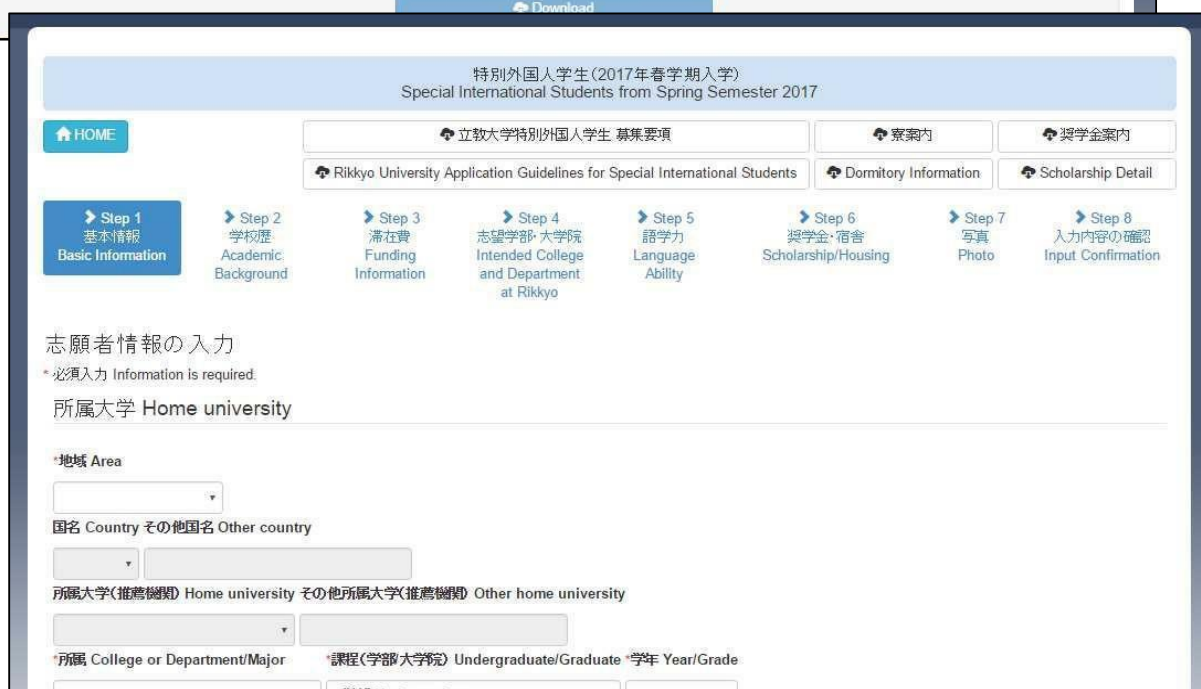 Download
特別外国人学生(2017年春学期入学)
Special International Students from Spring Semester 2017
HOME
立教大学特別外国人学生 募集要項
寮案内
奨学金案内
Rikkyo University Application Guidelines for Special International Students
Dormitory Information
Scholarship Detail
Step 1
基本情報
Basic Information
Step 2
学校歴
Academic
Background
Step 3
滞在費
Funding
Information
Step 4
志望学部・大学院
Intended College
and Department
at Rikkyo
Step 5
語学力
Language
Ability
Step 6
奨学金・宿舎
Scholarship/Housing
Step 7
写真
Photo
Step 8
入力内容の確認
Input Confirmation
志願者情報の入力
* 必須入力 Information is required.
所属大学 Home university
*地域 Area
国名 Country その他国名 Other country
所属大学(推薦機関) Home university その他所属大学(推薦機関) Other home university
*所属 College or Department/Major *課程(学部/大学院) Undergraduate/Graduate *学年 Year/Grade